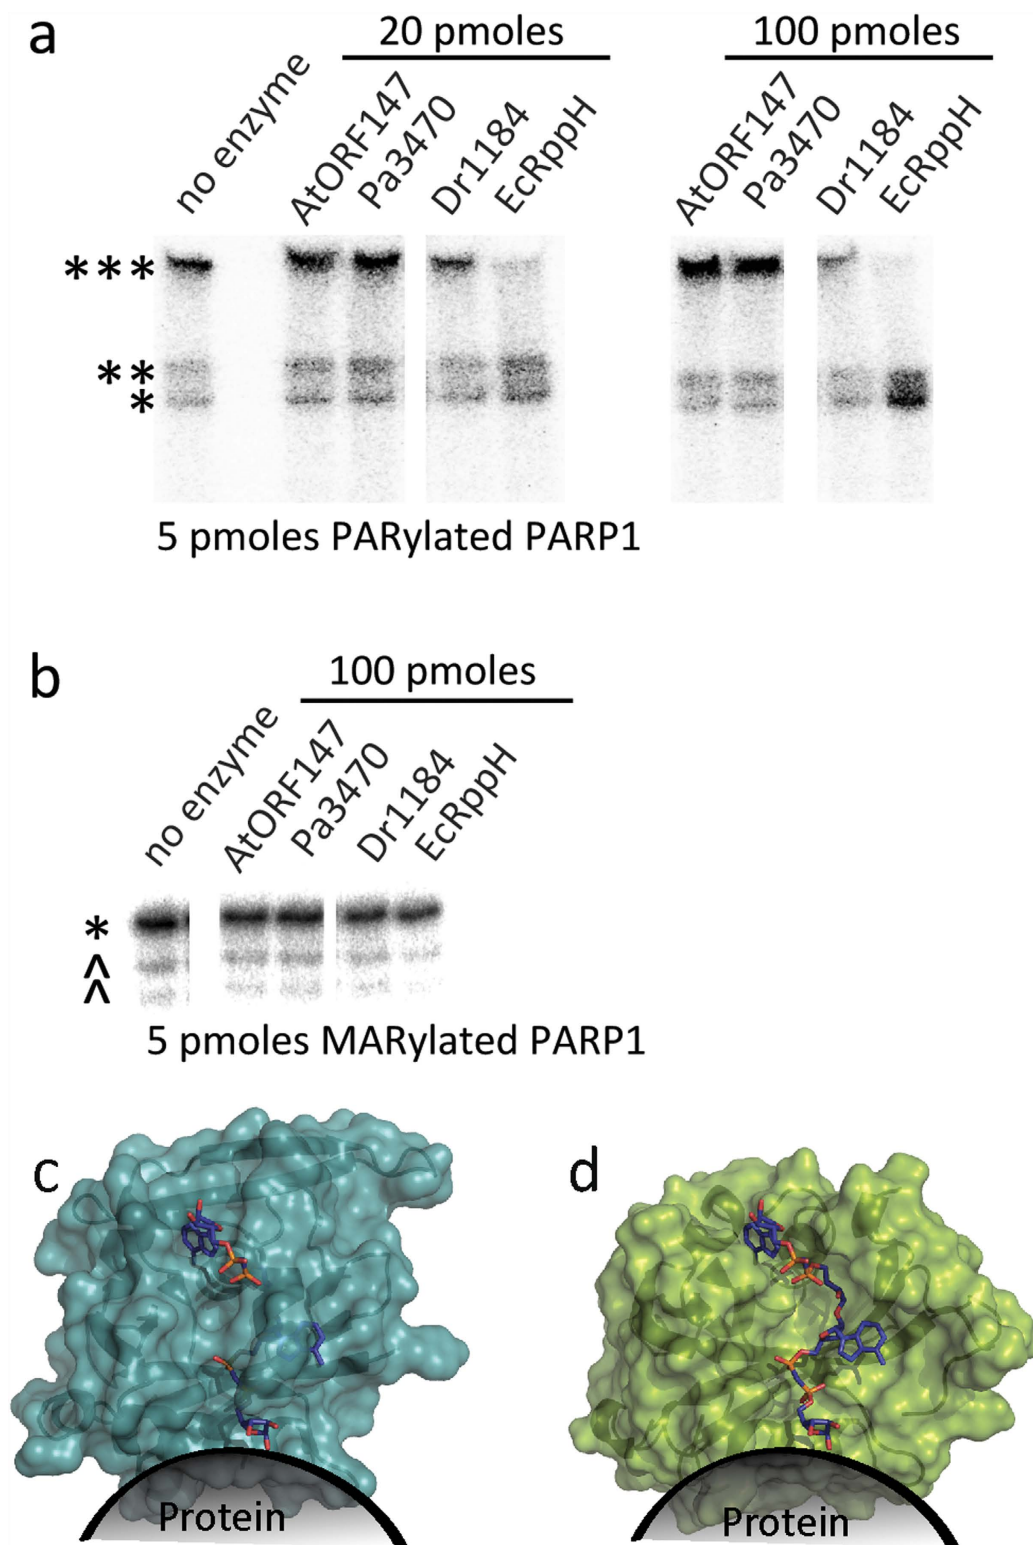 a
20 pmoles
100 pmoles
no enzyme
AtORF147
Pa3470
Dr1184
EcRppH
AtORF147
Pa3470
Dr1184
EcRppH
***
**
*
5 pmoles PARylated PARP1
b
100 pmoles
no enzyme
AtORF147
Pa3470
Dr1184
EcRppH
*
^
^
5 pmoles MARylated PARP1
c
d
Protein
Protein